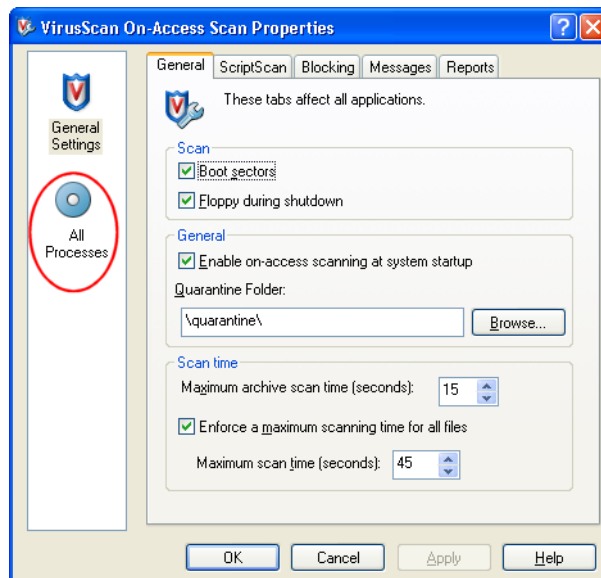 VirusScan On-Access Scan Properties
General
Settings
All
Processes
General ScriptScan Blocking Messages Reports
These tabs affect all applications.
Scan
Boot sectors
Floppy during shutdown
General
Enable on-access scanning at system startup
Quarantine Folder:
\quarantine\ Browse...
Scan time
Maximum archive scan time (seconds): 15
Enforce a maximum scanning time for all files
Maximum scan time (seconds): 45
OK Cancel Apply Help